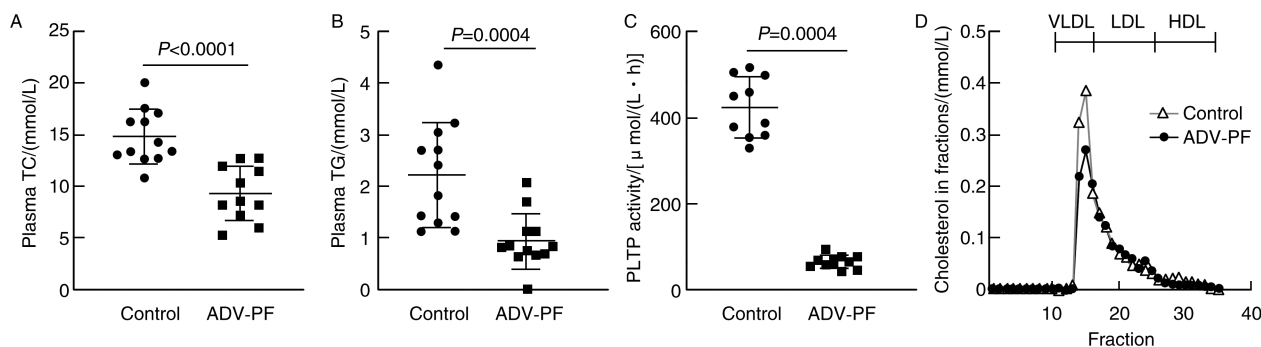 A
Plasma TC/(mmol/L)
25
20
15
10
5
0
P<0.0001
Control
ADV-PF
B
Plasma TG/(mmol/L)
5
4
3
2
1
0
P=0.0004
Control
ADV-PF
C
PLTP activity/[ μ mol/(L · h)]
600
400
200
0
P=0.0004
Control
ADV-PF
D
VLDL
LDL
HDL
Cholesterol in fractions/(mmol/L)
0.5
0.4
0.3
0.2
0.1
0
Control
ADV-PF
10
20
30
40
Fraction